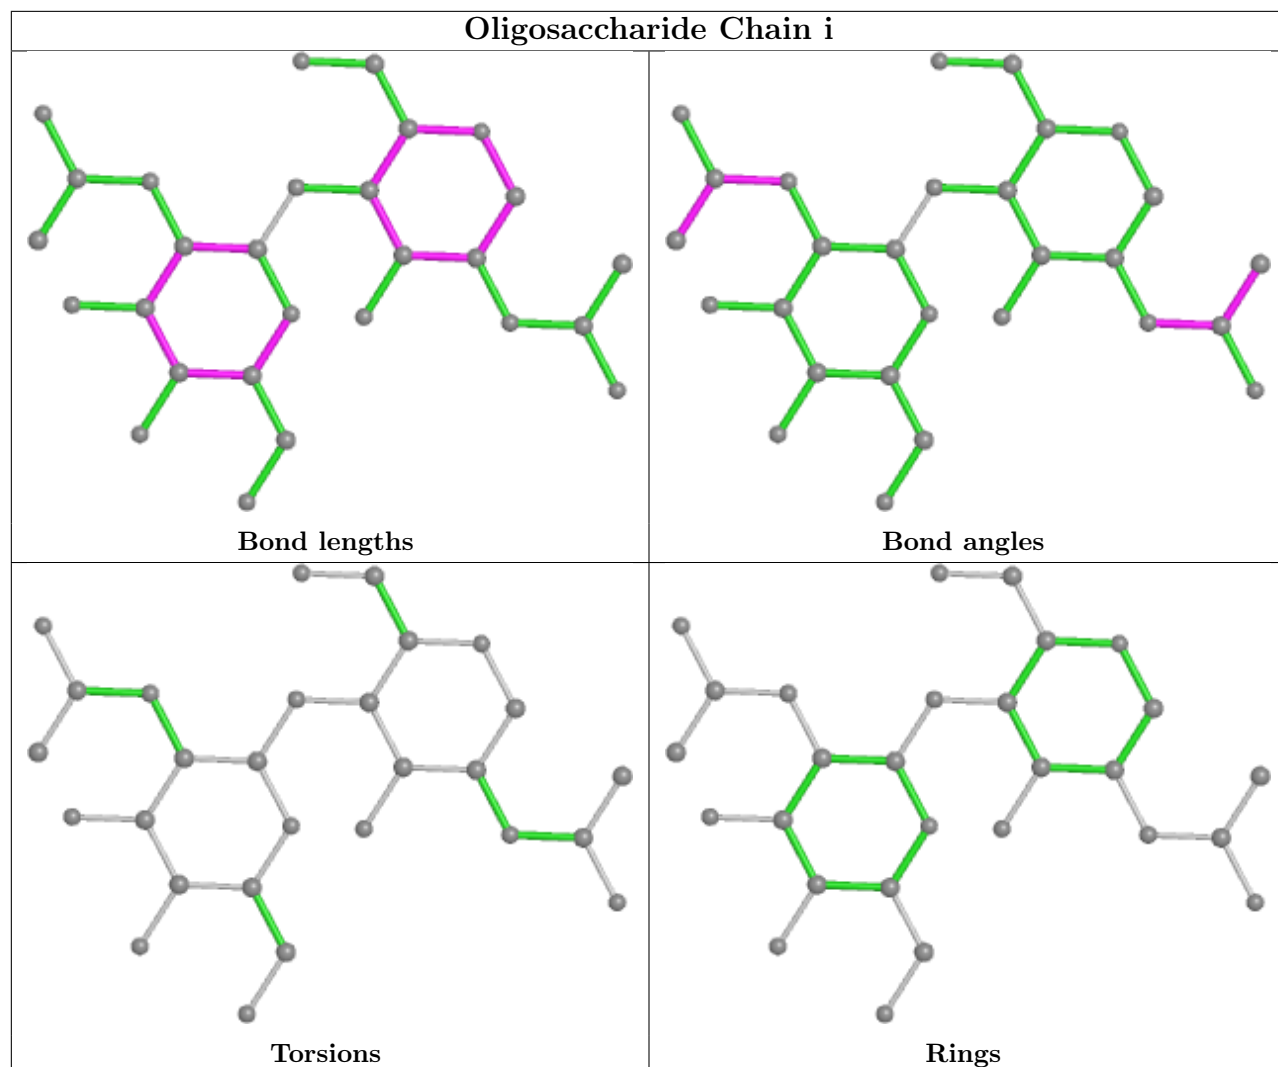 Oligosaccharide Chain i
Bond lengths
Bond angles
Torsions
Rings